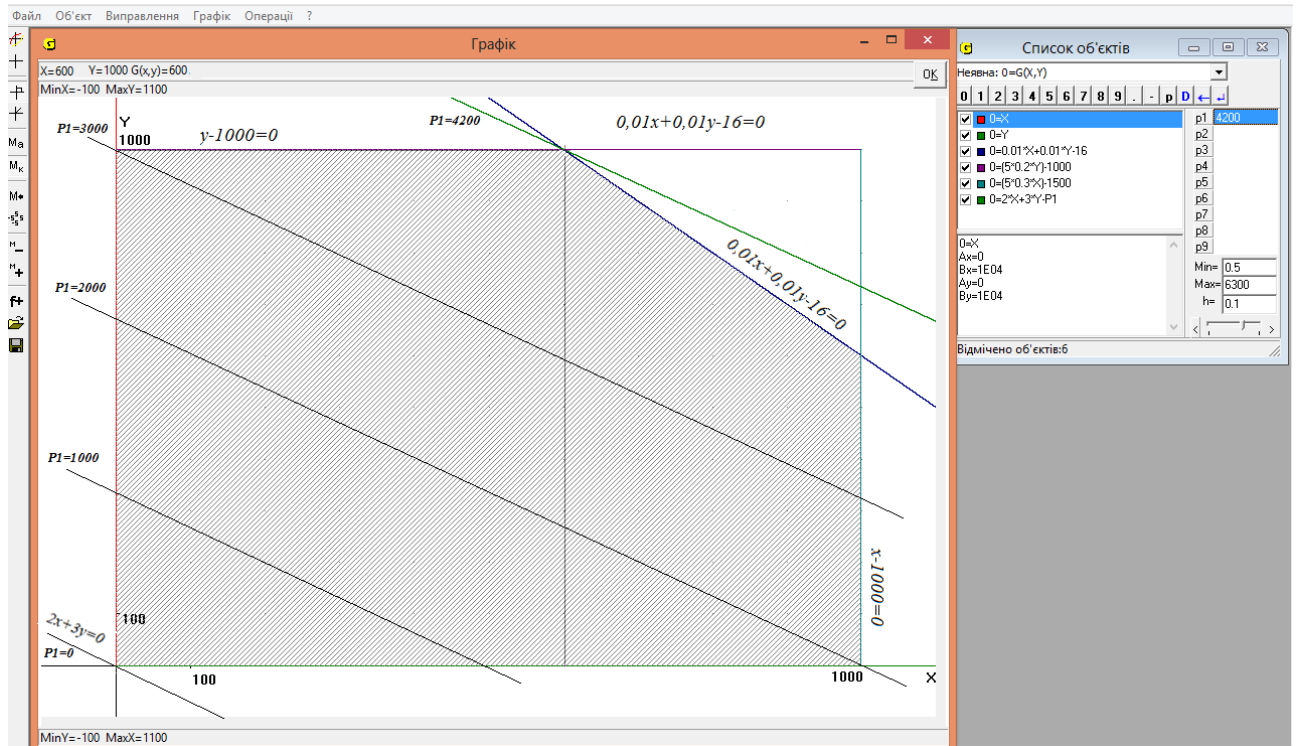 Файл Об'єкт Виправлення Графік Операції ?
Графік
X=600 Y=1000 G(x,y)=600
OK
MinX=-100 MaxY=1100
P1=3000
Y
1000
y-1000=0
P1=4200
0,01x+0,01y-16=0
0,01x+0,01y-16=0
P1=2000
P1=1000
x-1000=0
100
2x+3y=0
P1=0
100
1000
X
MinY=-100 MaxX=1100
Ma
Mк
M
sss
M
M
f+
Список об'єктів
Неявна: 0=G(X,Y)
0 1 2 3 4 5 6 7 8 9 . - p D
0=X
0=Y
0=0.01*X+0.01*Y-16
0=(5*0.2*Y)-1000
0=(5*0.3*X)-1500
0=2*X+3*Y-P1
p1 4200
p2
p3
p4
p5
p6
p7
p8
p9
0=X
Ax=0
Bx=1E04
Ay=0
By=1E04
Min= 0.5
Max= 6300
h= 0.1
Відмічено об'єктів:6